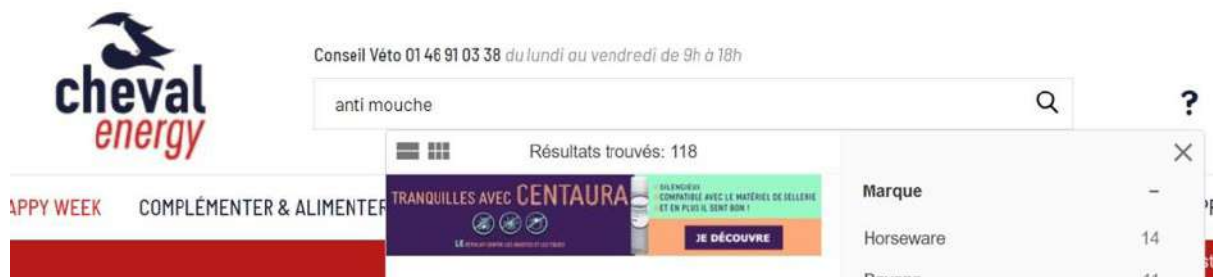 cheval
energy
Conseil Véto 01 46 91 03 38 du lundi au vendredi de 9h à 18h
anti mouche
?
Résultats trouvés: 118
TRANQUILLES AVEC CENTAURA
SILENCIEUX
COMPATIBLE AVEC LE MATÉRIEL DE SELLERIE
ET EN PLUS IL SENT BON !
JE DÉCOUVRE
Marque
Horseware 14
APPY WEEK
COMPLÉMENTER & ALIMENTER